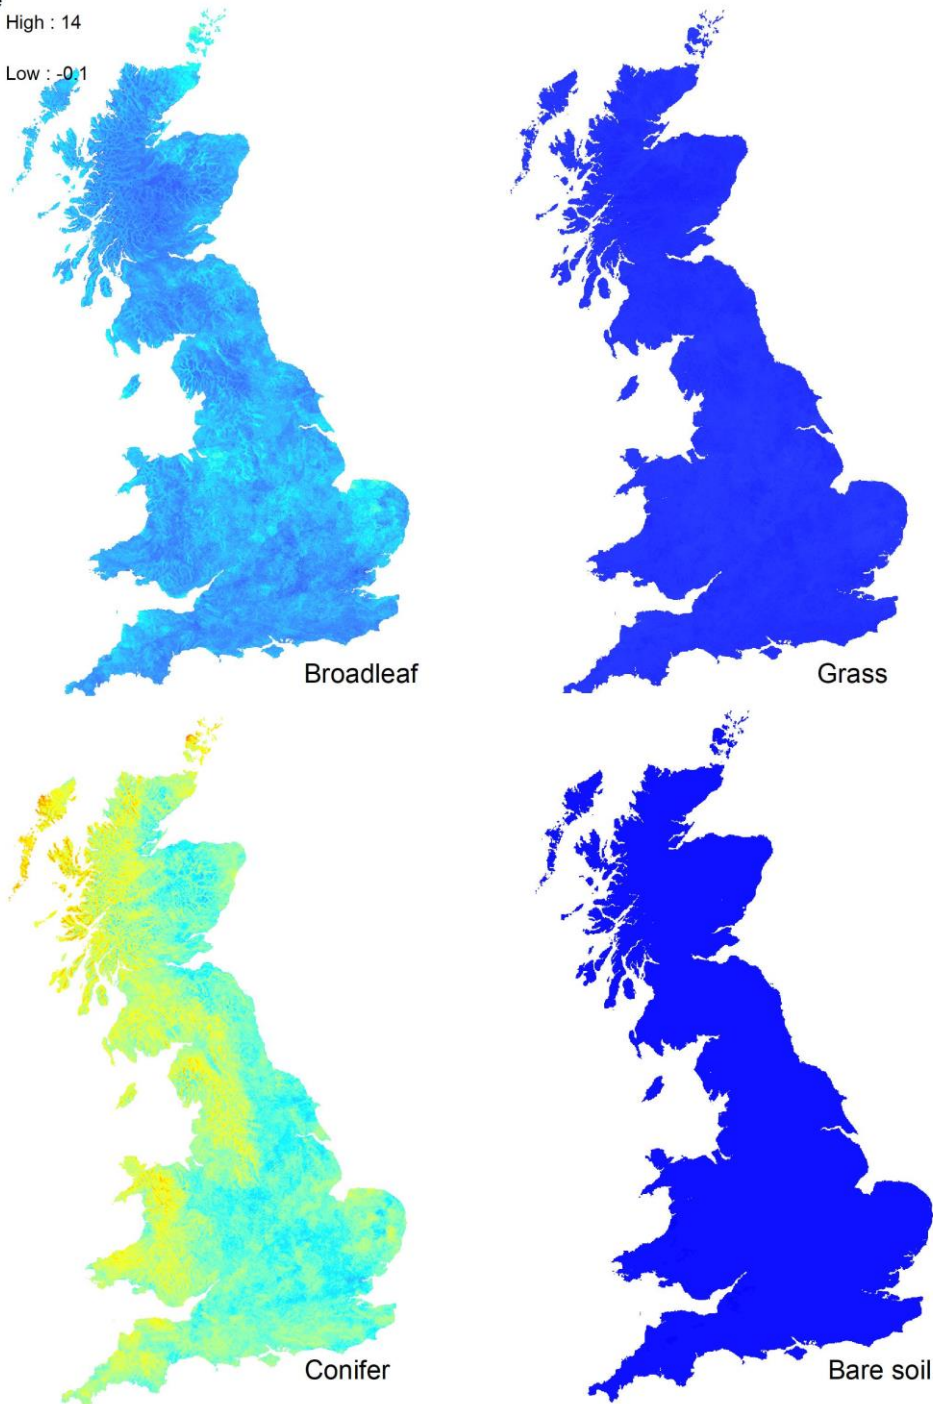 High : 14
Low : -0.1
Broadleaf
Grass
Conifer
Bare soil